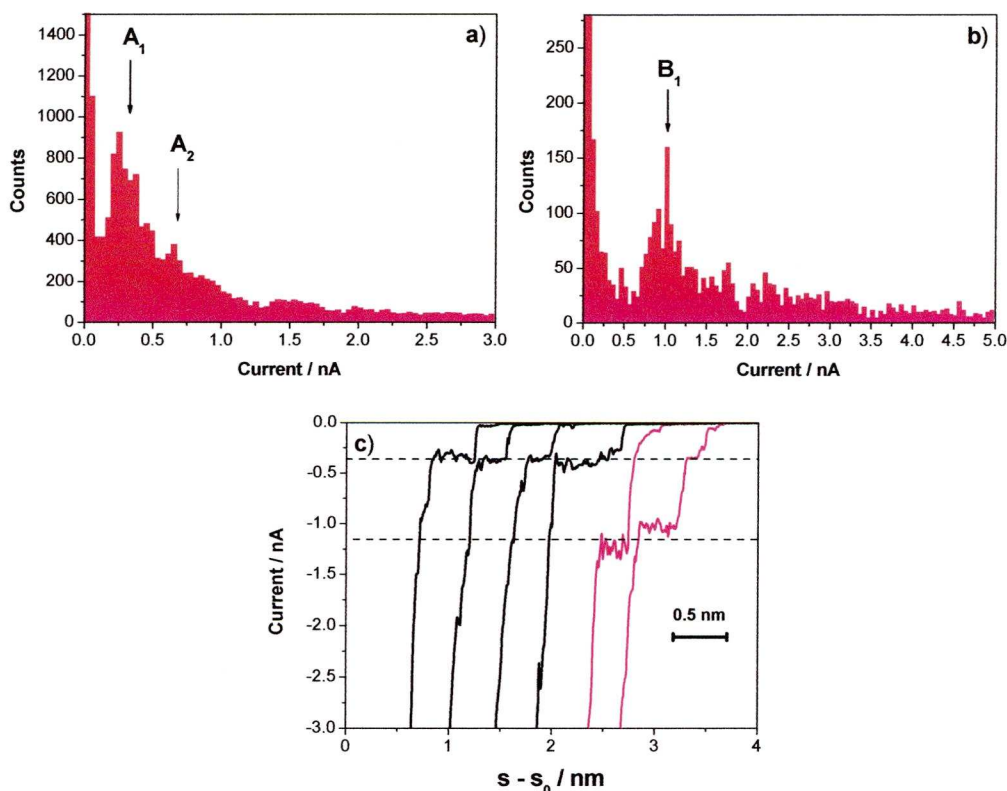 a)
A1
A2
Counts
1400
1200
1000
800
600
400
200
0
0.0 0.5 1.0 1.5 2.0 2.5 3.0
Current / nA
b)
B1
Counts
250
200
150
100
50
0
0.0 0.5 1.0 1.5 2.0 2.5 3.0 3.5 4.0 4.5 5.0
Current / nA
c)
Current / nA
0.0
-0.5
-1.0
-1.5
-2.0
-2.5
-3.0
0.5 nm
0 1 2 3 4
s - s0 / nm